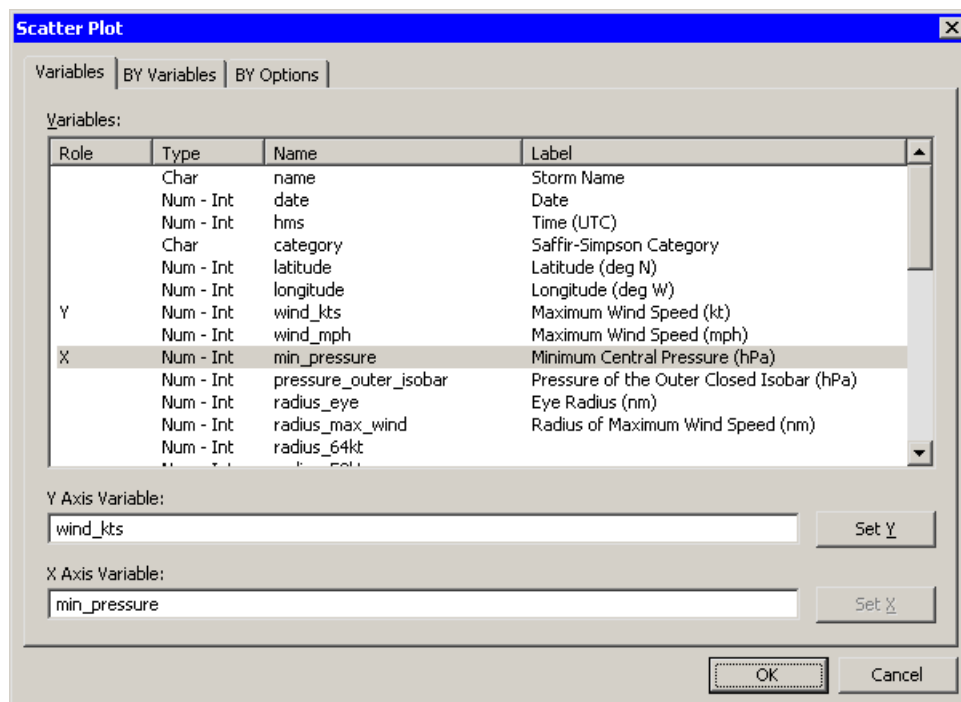 Scatter Plot
Variables BY Variables BY Options
Variables:
Role Type Name Label
Char name Storm Name
Num - Int date Date
Num - Int hms Time (UTC)
Char category Saffir-Simpson Category
Num - Int latitude Latitude (deg N)
Num - Int longitude Longitude (deg W)
Y Num - Int wind_kts Maximum Wind Speed (kt)
Num - Int wind_mph Maximum Wind Speed (mph)
X Num - Int min_pressure Minimum Central Pressure (hPa)
Num - Int pressure_outer_isobar Pressure of the Outer Closed Isobar (hPa)
Num - Int radius_eye Eye Radius (nm)
Num - Int radius_max_wind Radius of Maximum Wind Speed (nm)
Num - Int radius_64kt
Y Axis Variable:
wind_kts Set Y
X Axis Variable:
min_pressure Set X
OK Cancel